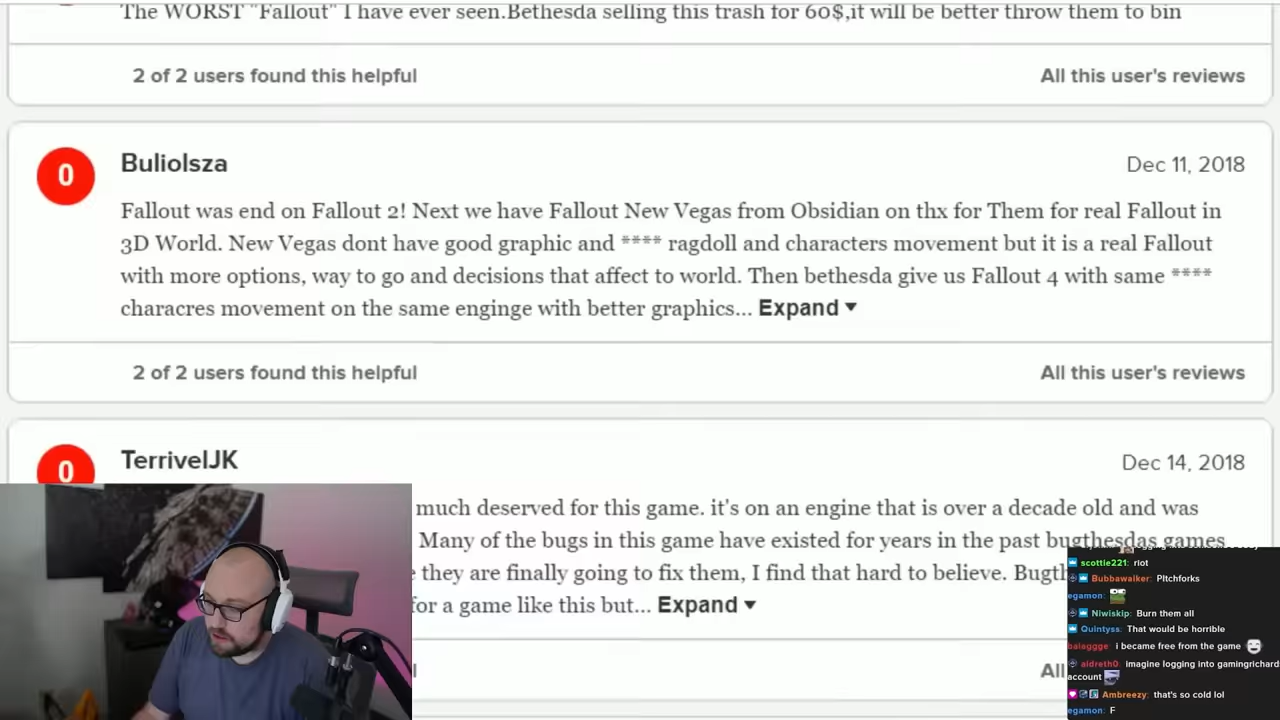 The WORST "Fallout" I have ever seen.Bethesda selling this trash for 60$,it will be better throw them to bin
2 of 2 users found this helpful
All this user's reviews
0
Buliolsza
Dec 11, 2018
Fallout was end on Fallout 2! Next we have Fallout New Vegas from Obsidian on thx for Them for real Fallout in
3D World. New Vegas dont have good graphic and **** ragdoll and characters movement but it is a real Fallout
with more options, way to go and decisions that affect to world. Then bethesda give us Fallout 4 with same ****
characres movement on the same enginge with better graphics... Expand ▼
2 of 2 users found this helpful
All this user's reviews
0
TerrivelJK
Dec 14, 2018
much deserved for this game. it's on an engine that is over a decade old and was
Many of the bugs in this game have existed for years in the past bugthesdas games
they are finally going to fix them, I find that hard to believe. Bugth
for a game like this but... Expand ▼
All
scottie221: riot
Bubbawalker: PItchforks
egamon:
Niwiskip: Burn them all
Quintyss: That would be horrible
i became free from the game
aldreth0: imagine logging into gamingrichard
account
Ambreezy: that's so cold lol
egamon: F